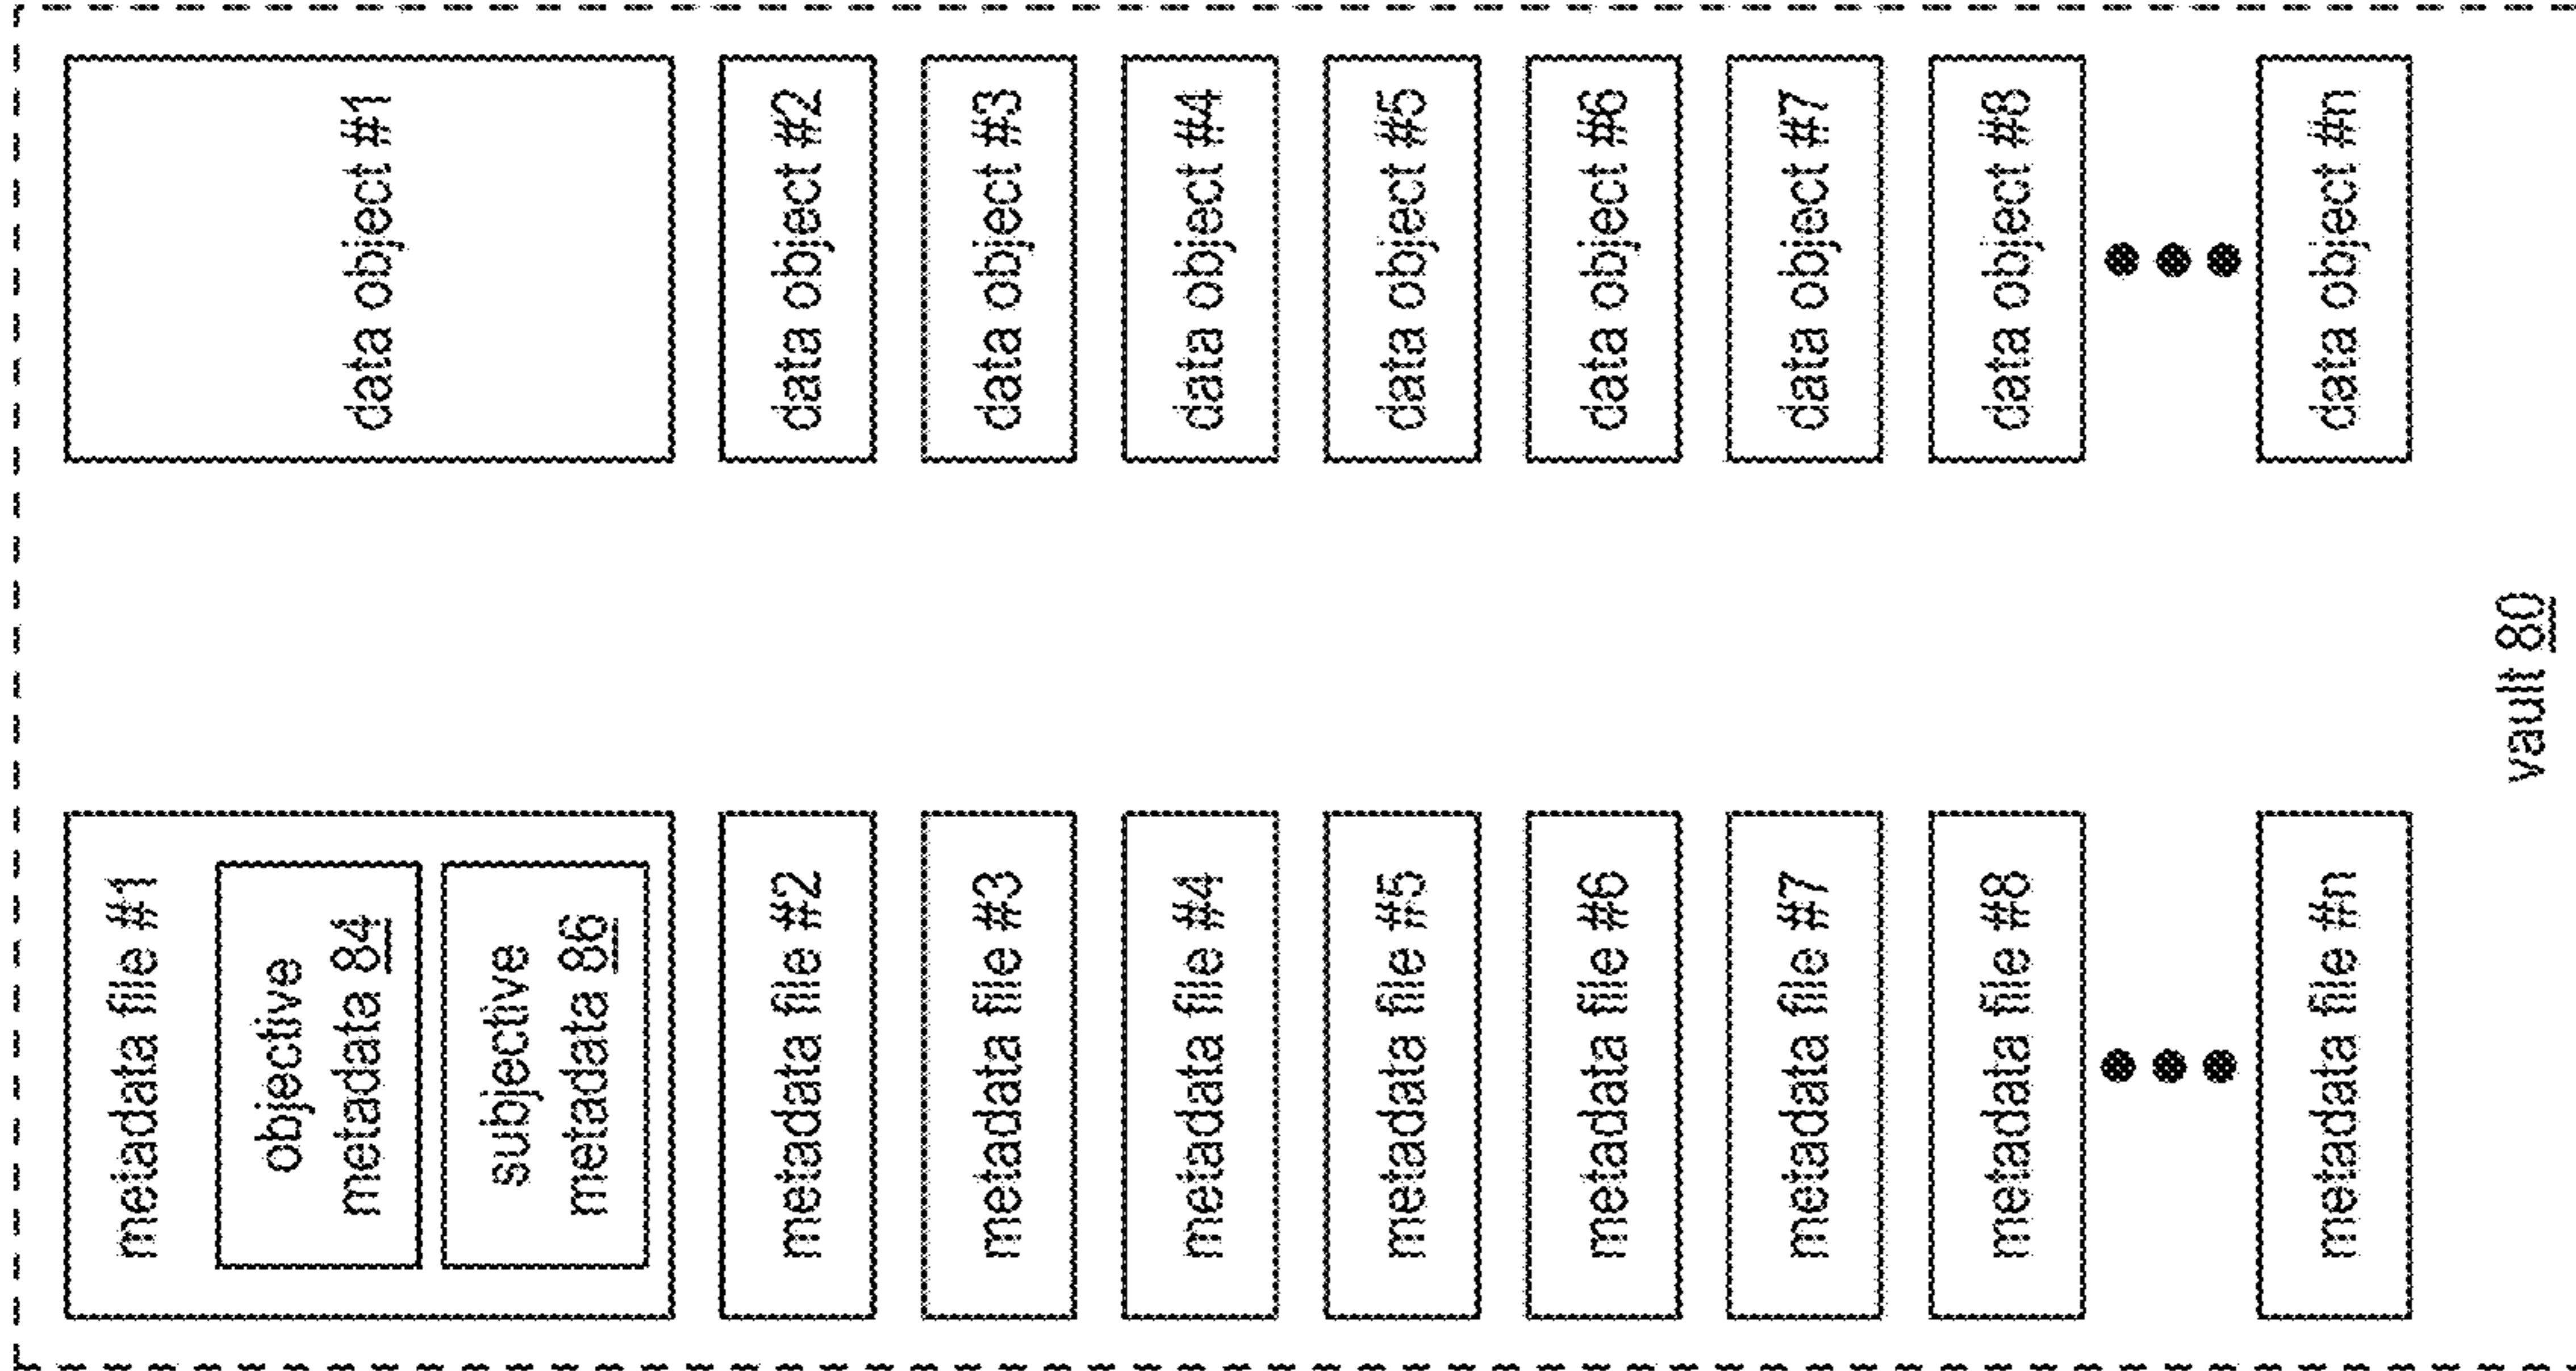 metadata file #1
objective
metadata 84
subjective
metadata 86
data object #1
metadata file #2
data object #2
metadata file #3
data object #3
metadata file #4
data object #4
metadata file #5
data object #5
metadata file #6
data object #6
metadata file #7
data object #7
metadata file #8
data object #8
metadata file #n
data object #n
vault 80